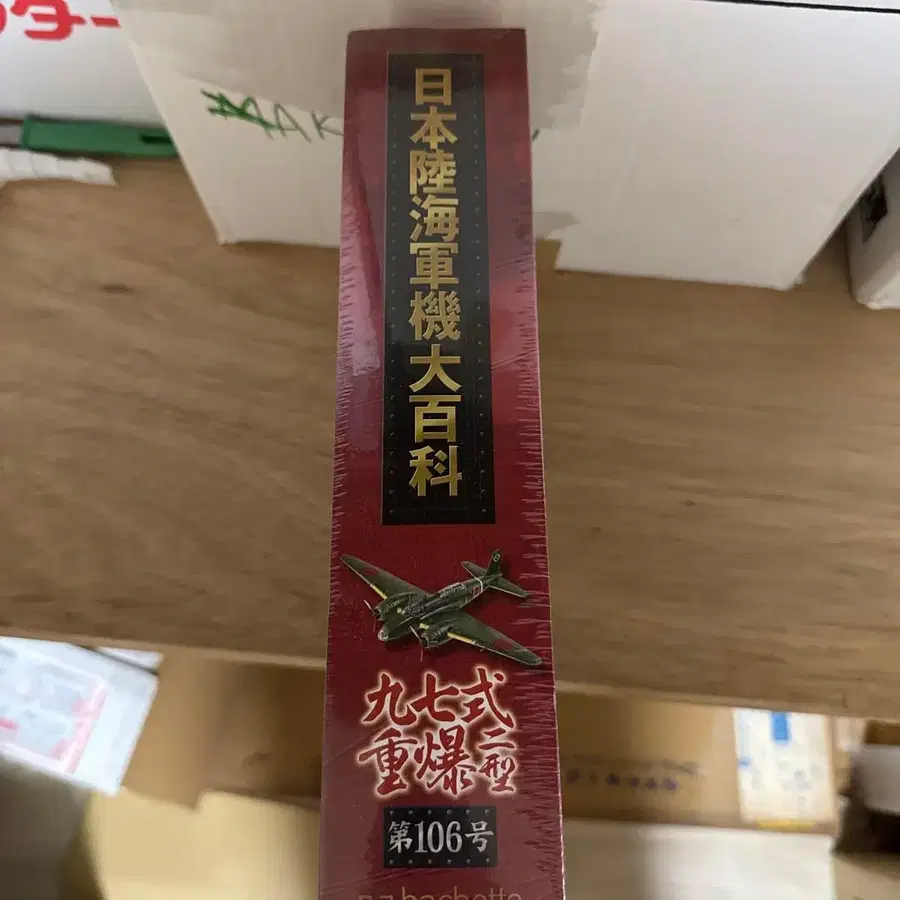 日本陸海軍機大百科
九七式
重爆二型
第106号
hachette